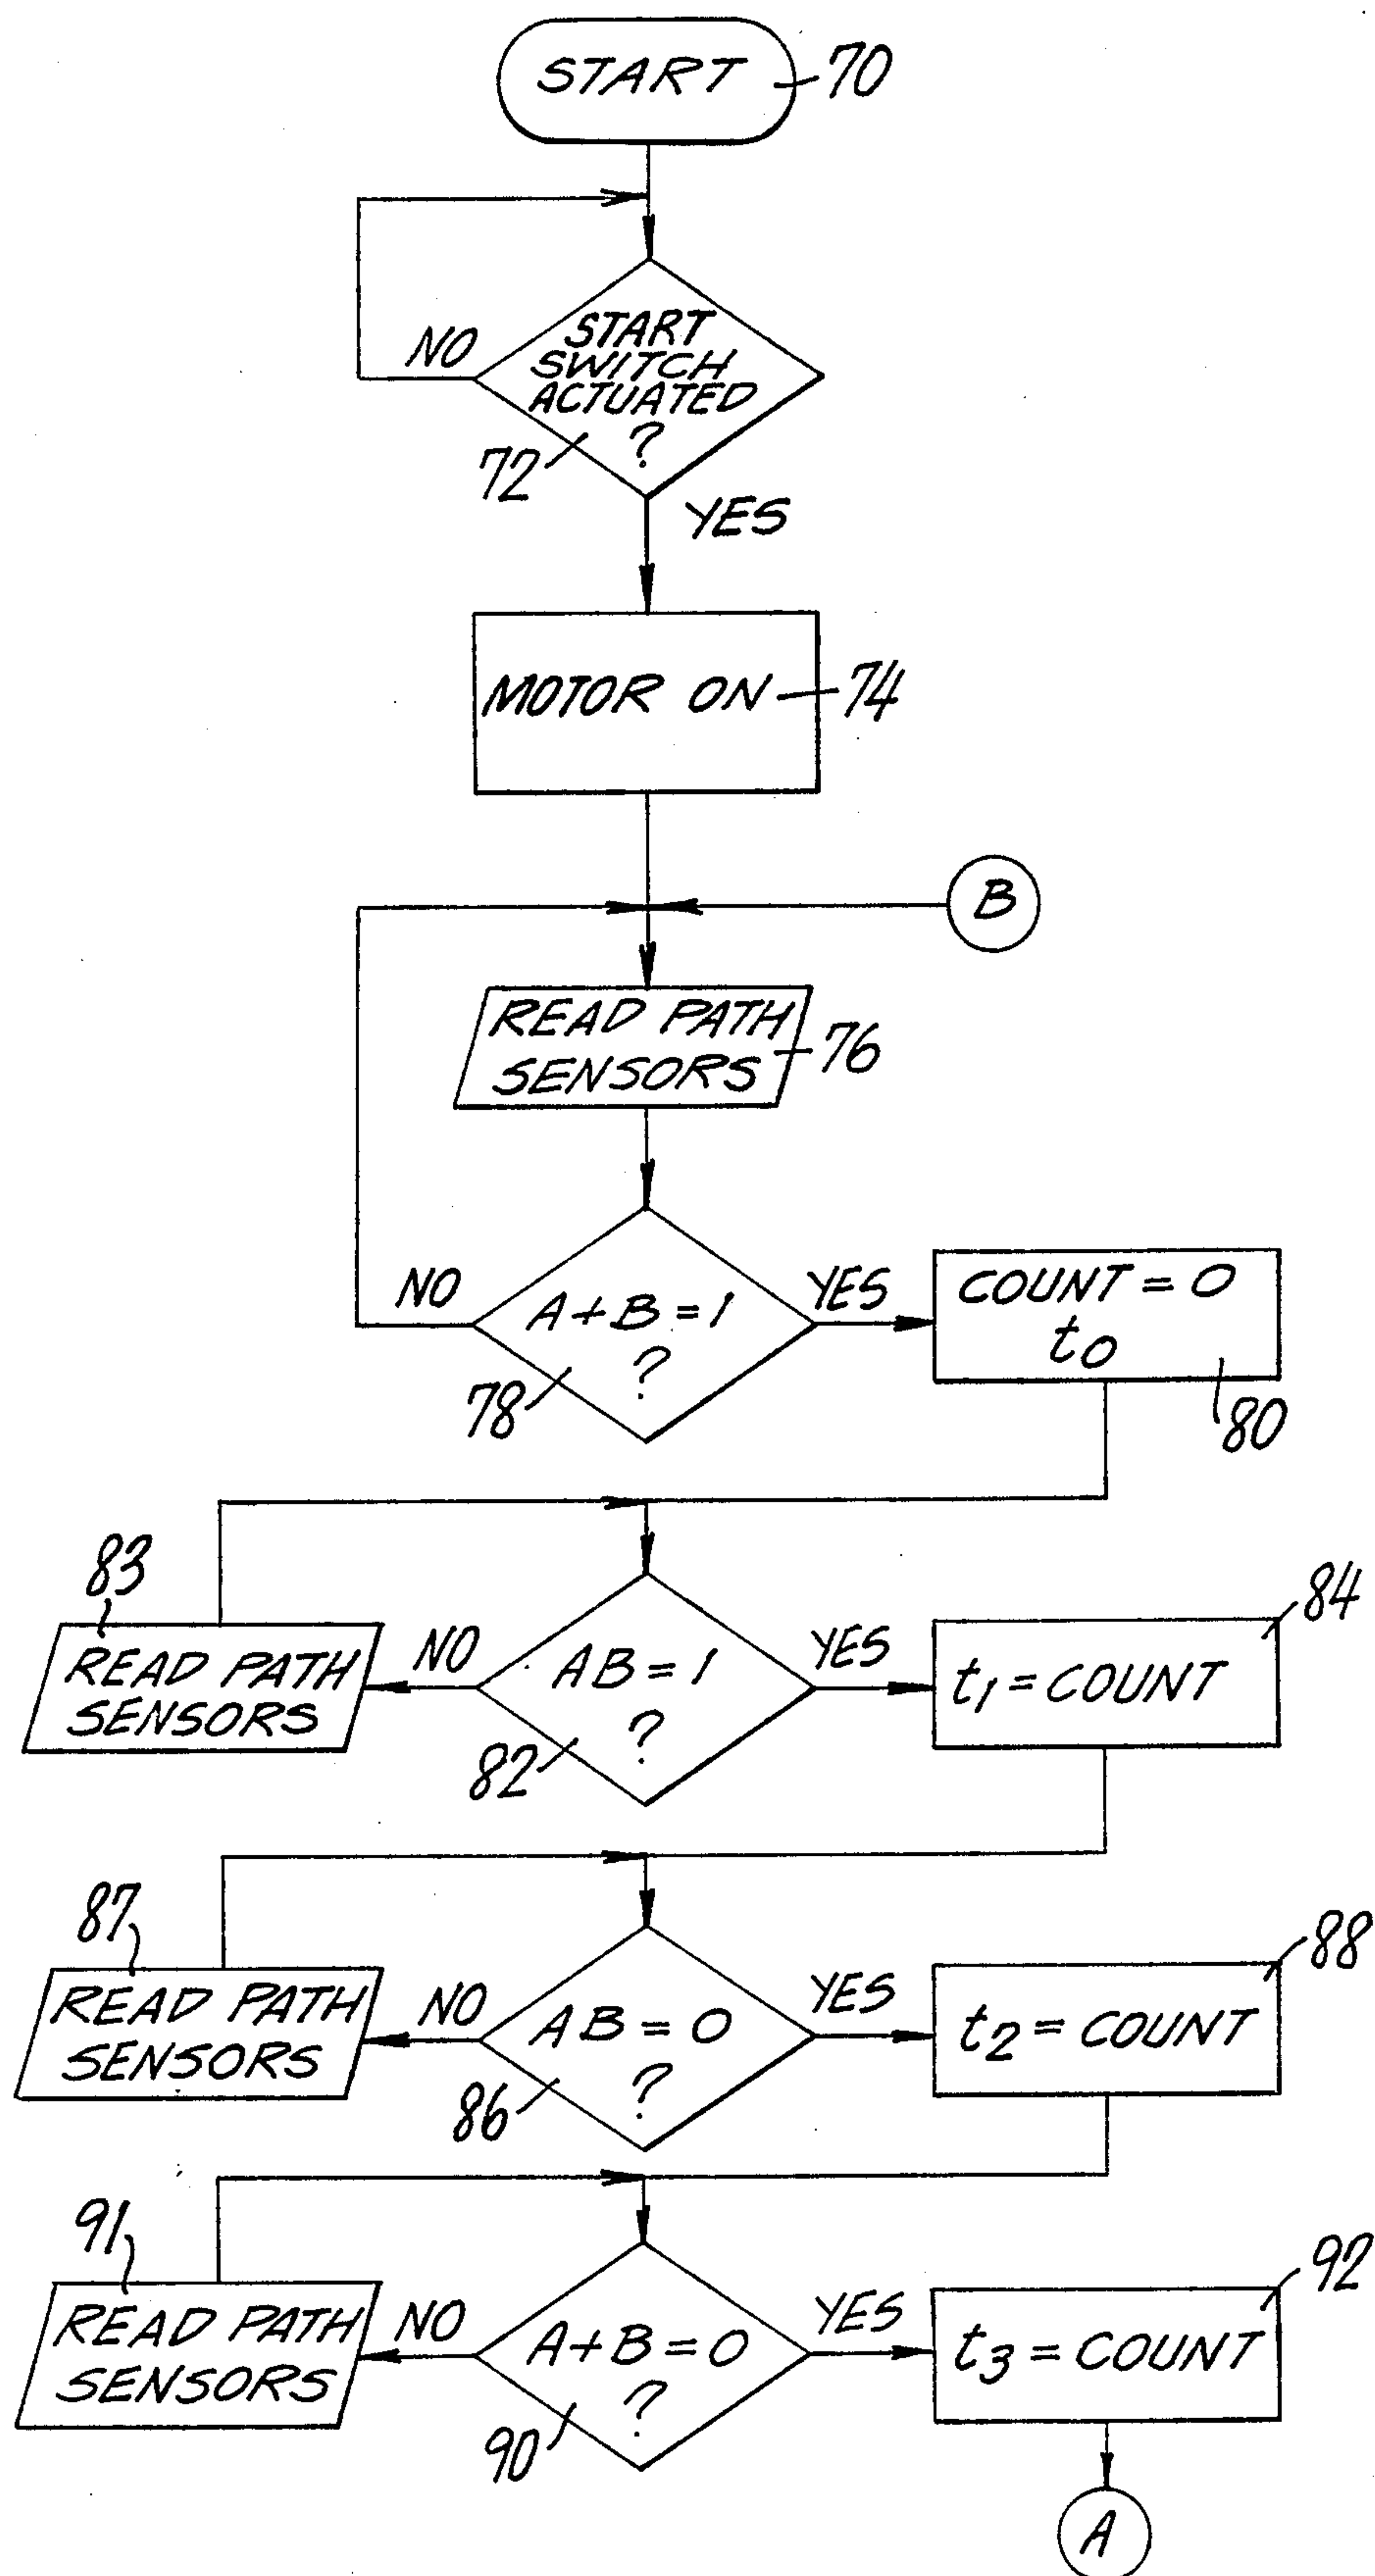 START
70
START
SWITCH
ACTUATED
?
NO
72
YES
MOTOR ON
74
B
READ PATH
SENSORS
76
A+B=1
?
NO
YES
78
COUNT = 0
t0
80
83
READ PATH
SENSORS
NO
AB=1
?
82
YES
84
t1 = COUNT
87
READ PATH
SENSORS
NO
AB=0
?
86
YES
88
t2 = COUNT
91
READ PATH
SENSORS
NO
A+B=0
?
90
YES
92
t3 = COUNT
A